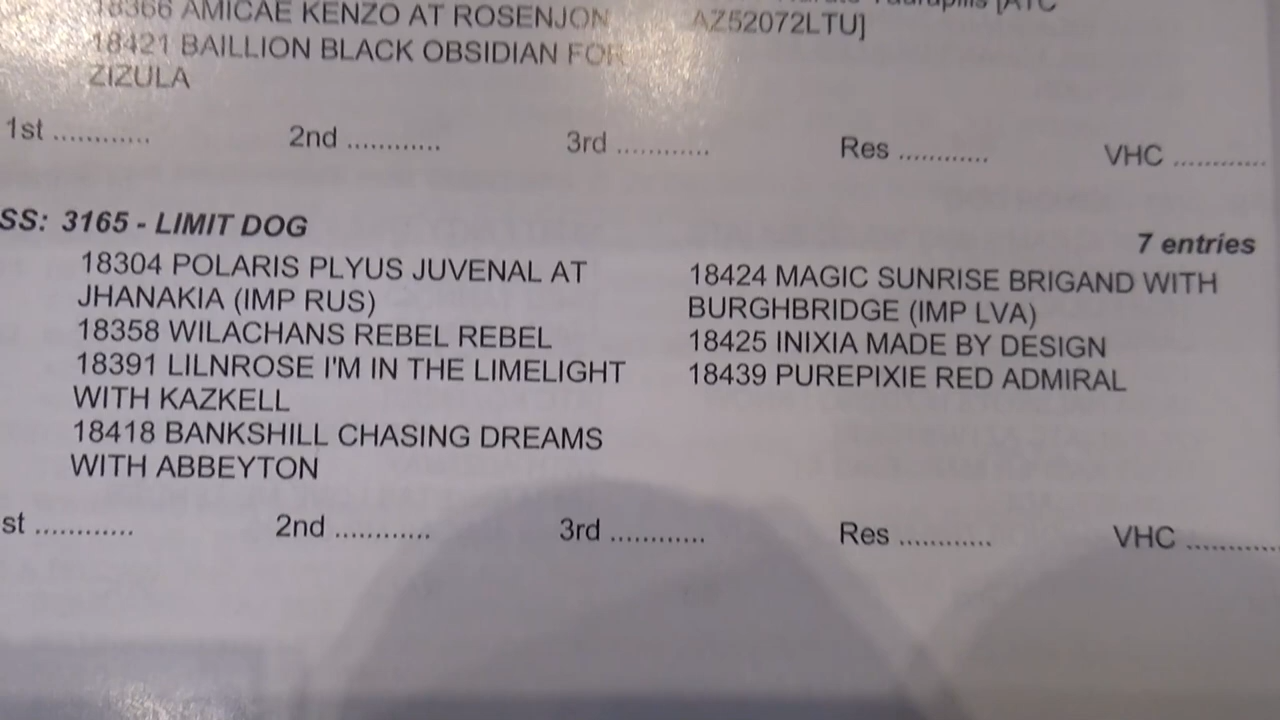 18366 AMICAE KENZO AT ROSENJON
18421 BAILLION BLACK OBSIDIAN FOR
ZIZULA
AZ52072LTU]
1st ............ 2nd ............ 3rd ............ Res ............ VHC ............
SS: 3165 - LIMIT DOG
7 entries
18304 POLARIS PLYUS JUVENAL AT
JHANAKIA (IMP RUS)
18358 WILACHANS REBEL REBEL
18391 LILNROSE I'M IN THE LIMELIGHT
WITH KAZKELL
18418 BANKSHILL CHASING DREAMS
WITH ABBEYTON
18424 MAGIC SUNRISE BRIGAND WITH
BURGHBRIDGE (IMP LVA)
18425 INIXIA MADE BY DESIGN
18439 PUREPIXIE RED ADMIRAL
st ............ 2nd ............ 3rd ............ Res ............ VHC ............